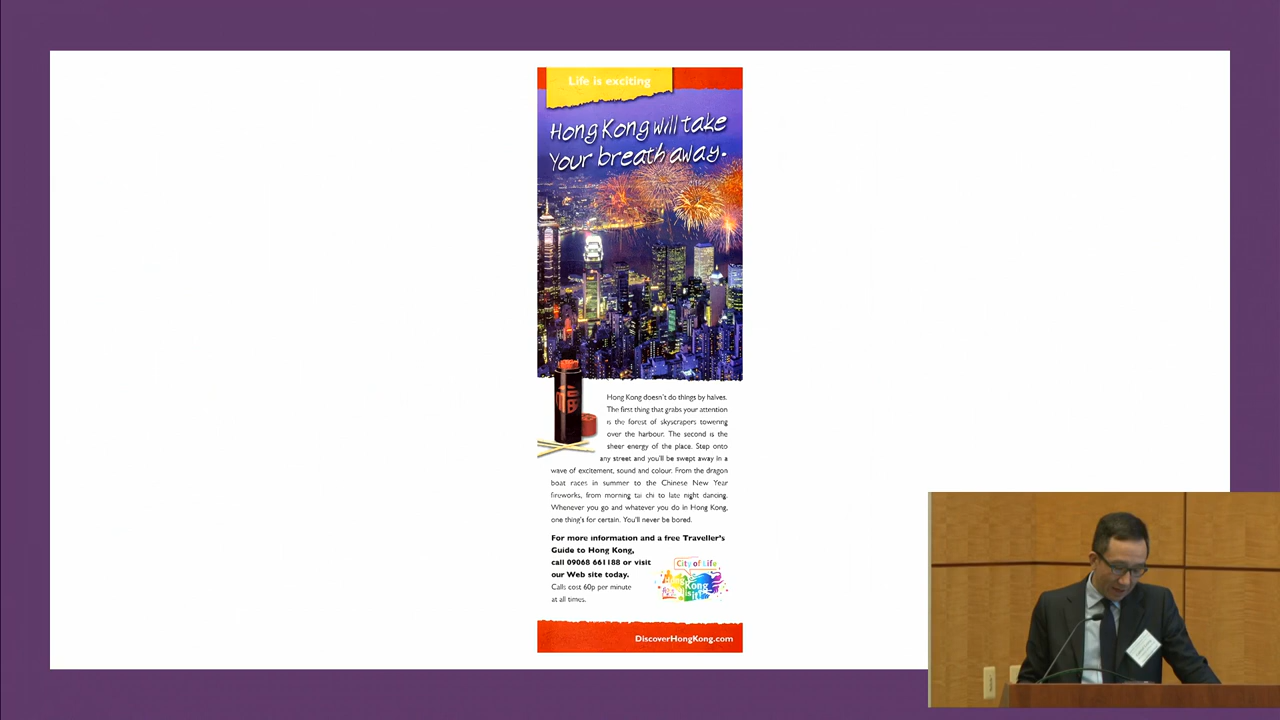 Life is exciting
Hong Kong will take
Your breath away.
福
Hong Kong doesn't do things by halves.
The first thing that grabs your attention
is the forest of skyscrapers towering
over the harbour. The second is the
sheer energy of the place. Step onto
any street and you'll be swept away in a
wave of excitement, sound and colour. From the dragon
boat races in summer to the Chinese New Year
fireworks, from morning tai chi to late night dancing.
Whenever you go and whatever you do in Hong Kong,
one thing's for certain. You'll never be bored.
For more information and a free Traveller's
Guide to Hong Kong,
call 09068 661188 or visit
our Web site today.
Calls cost 60p per minute
at all times.
City of Life
Hong
Kong
is it!
DiscoverHongKong.com